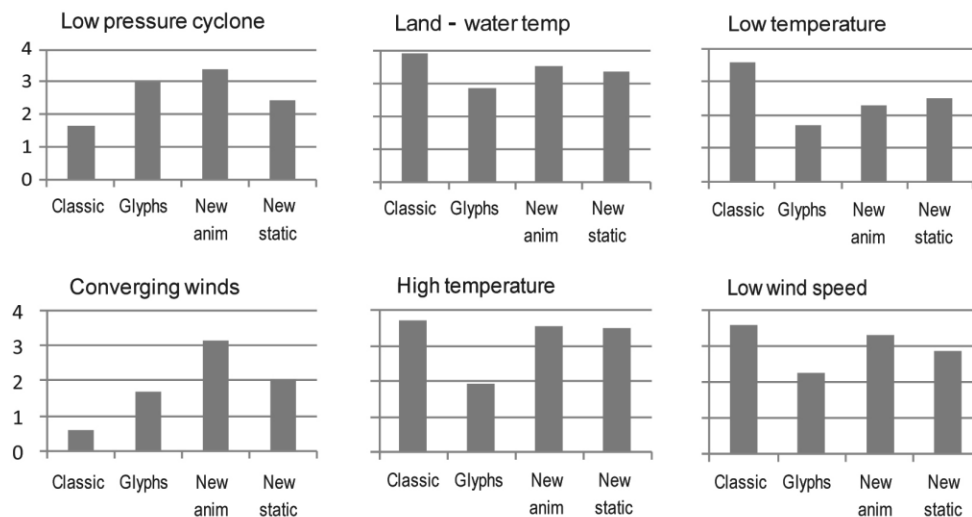 Low pressure cyclone
Land - water temp
Low temperature
4
3
2
1
0
Classic Glyphs New anim New static
Classic Glyphs New anim New static
Classic Glyphs New anim New static
Converging winds
High temperature
Low wind speed
4
3
2
1
0
Classic Glyphs New anim New static
Classic Glyphs New anim New static
Classic Glyphs New anim New static